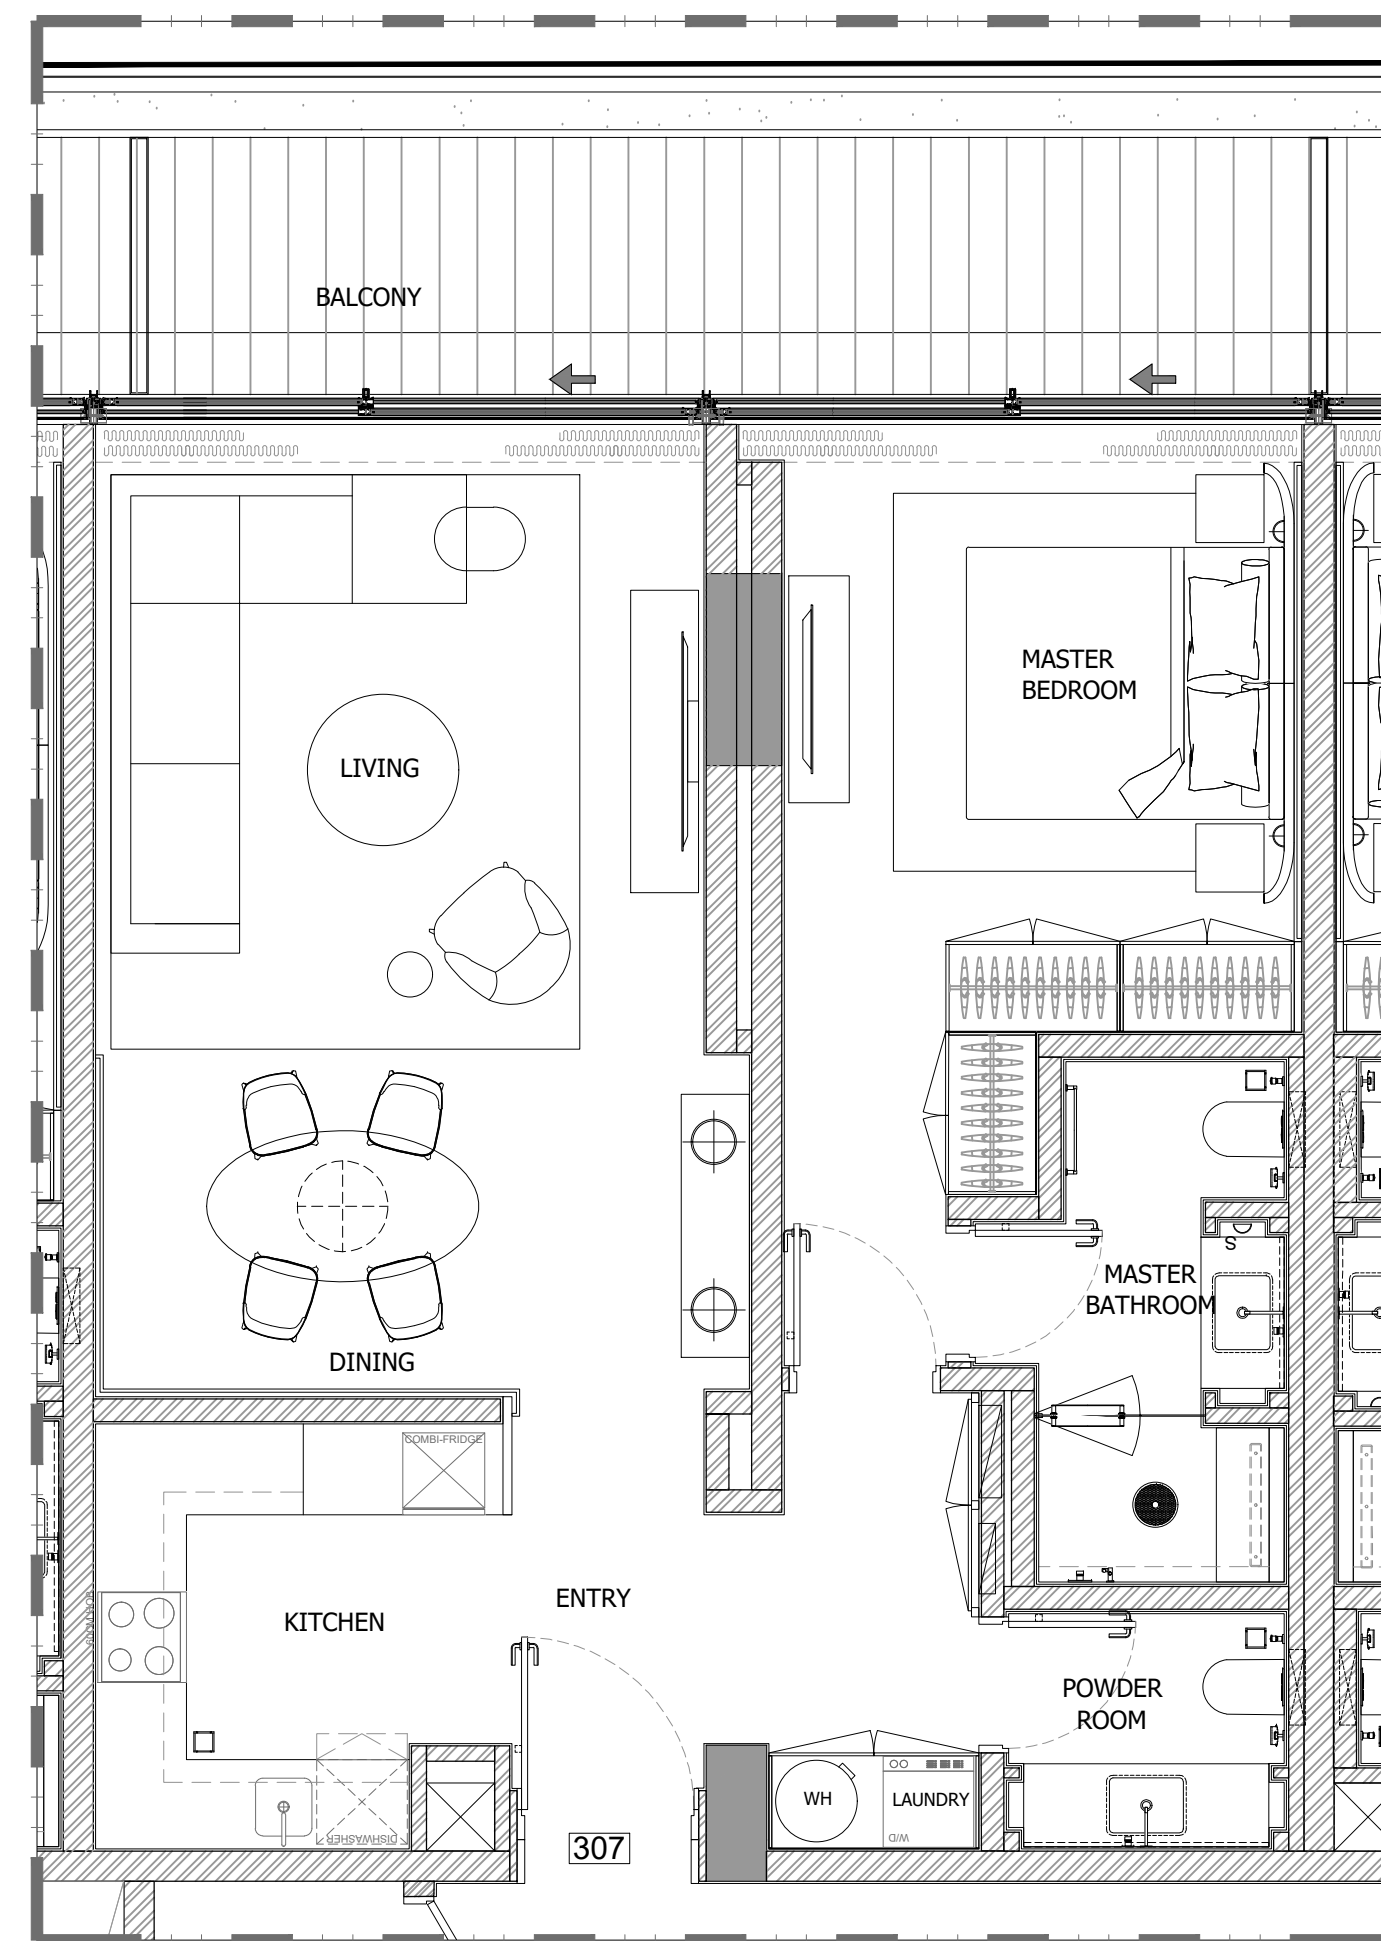 BALCONY
MASTER
BEDROOM
LIVING
S
MASTER
BATHROOM
DINING
COMBI-FRIDGE
ENTRY
KITCHEN
POWDER
ROOM
WH
LAUNDRY
W/D
DISHWASHER
307